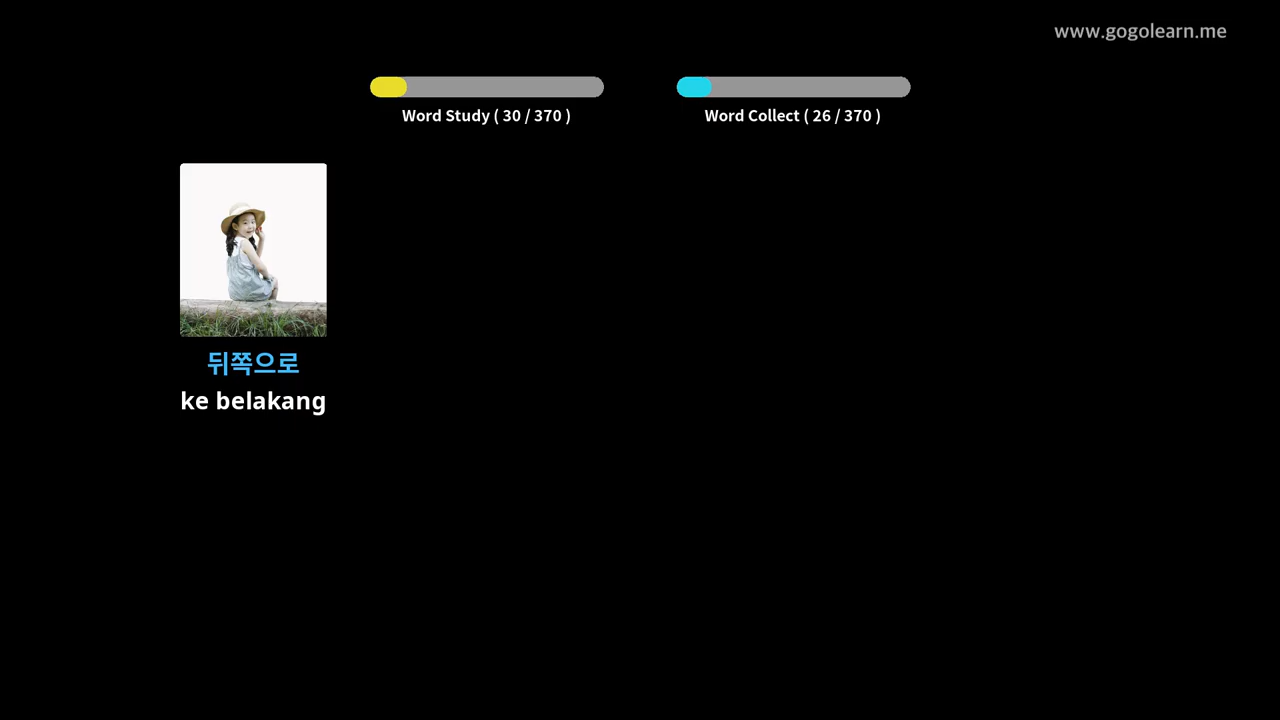 www.gogolearn.me
Word Study ( 30 / 370 )
Word Collect ( 26 / 370 )
뒤쪽으로
ke belakang